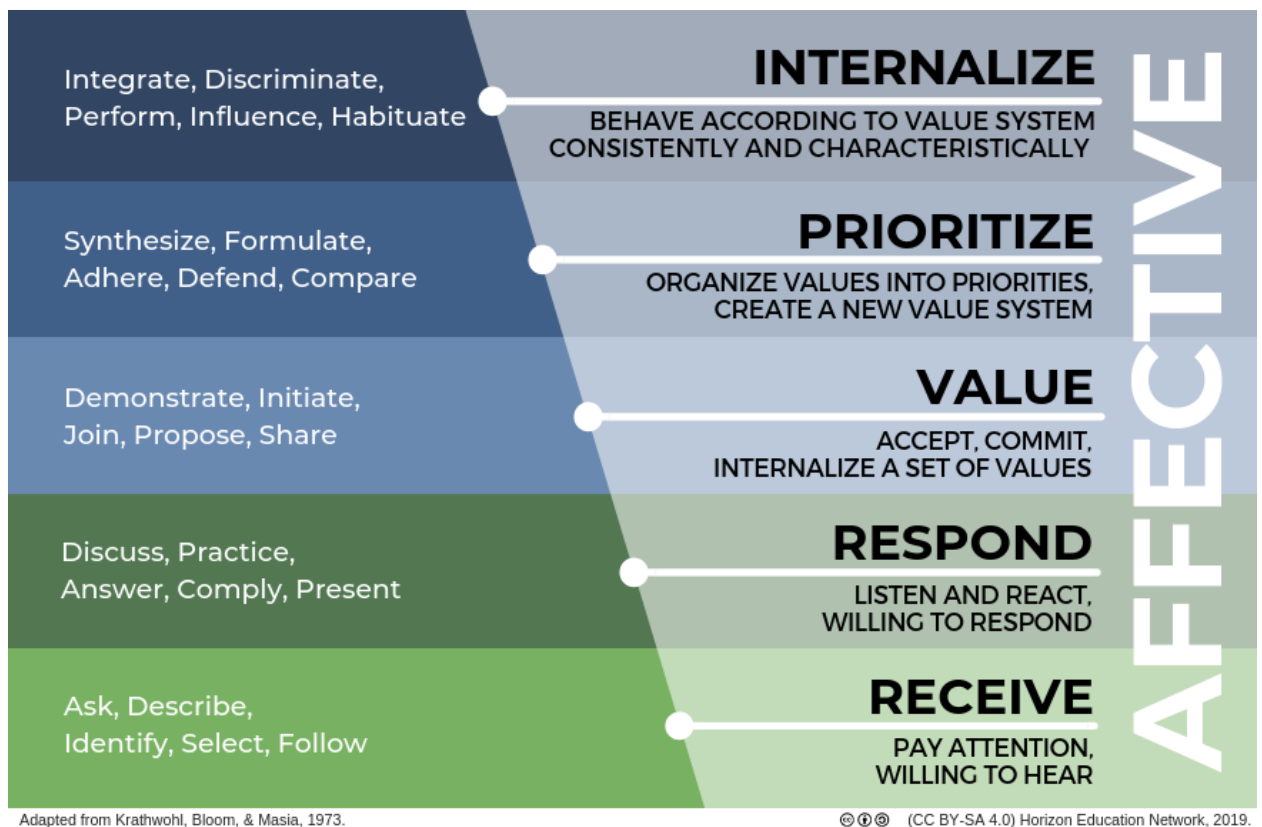 Integrate, Discriminate,
Perform, Influence, Habituate
INTERNALIZE
BEHAVE ACCORDING TO VALUE SYSTEM
CONSISTENTLY AND CHARACTERISTICALLY
Synthesize, Formulate,
Adhere, Defend, Compare
PRIORITIZE
ORGANIZE VALUES INTO PRIORITIES,
CREATE A NEW VALUE SYSTEM
Demonstrate, Initiate,
Join, Propose, Share
VALUE
ACCEPT, COMMIT,
INTERNALIZE A SET OF VALUES
Discuss, Practice,
Answer, Comply, Present
RESPOND
LISTEN AND REACT,
WILLING TO RESPOND
Ask, Describe,
Identify, Select, Follow
RECEIVE
PAY ATTENTION,
WILLING TO HEAR
AFFECTIVE
Adapted from Krathwohl, Bloom, & Masia, 1973.
(CC BY-SA 4.0) Horizon Education Network, 2019.